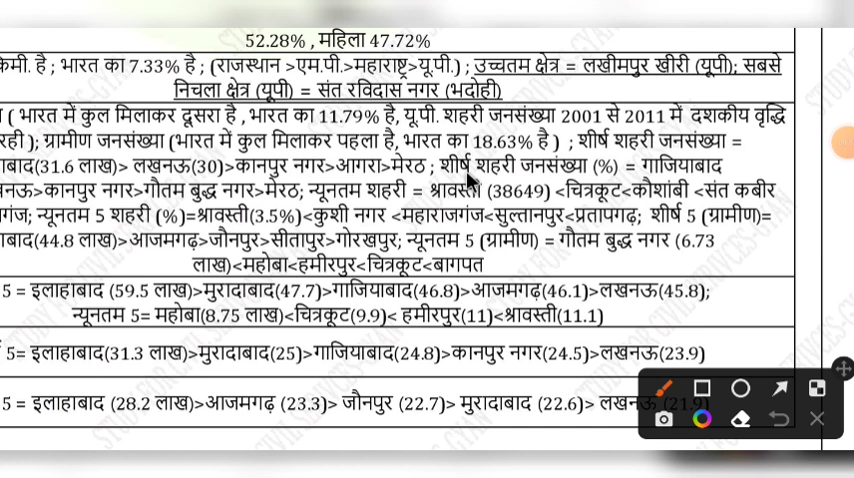 52.28% , महिला 47.72%
केमी. है ; भारत का 7.33% है ; (राजस्थान >एम.पी.>महाराष्ट्र>यू.पी.) ; उच्चतम क्षेत्र = लखीमपुर खीरी (यूपी); सबसे
निचला क्षेत्र (यूपी) = संत रविदास नगर (भदोही)
( भारत में कुल मिलाकर दूसरा है , भारत का 11.79% है, यू.पी. शहरी जनसंख्या 2001 से 2011 में दशकीय वृद्धि
रही ); ग्रामीण जनसंख्या (भारत में कुल मिलाकर पहला है, भारत का 18.63% है ) ; शीर्ष शहरी जनसंख्या =
ाबाद(31.6 लाख)> लखनऊ(30)>कानपुर नगर>आगरा>मेरठ ; शीर्ष शहरी जनसंख्या (%) = गाजियाबाद
नऊ>कानपुर नगर>गौतम बुद्ध नगर>मेरठ; न्यूनतम शहरी = श्रावस्ती (38649) <चित्रकूट<कौशांबी <संत कबीर
गंज; न्यूनतम 5 शहरी (%)=श्रावस्ती(3.5%)<कुशी नगर <महाराजगंज<सुल्तानपुर<प्रतापगढ़; शीर्ष 5 (ग्रामीण)=
ाबाद(44.8 लाख)>आजमगढ़>जौनपुर>सीतापुर>गोरखपुर; न्यूनतम 5 (ग्रामीण) = गौतम बुद्ध नगर (6.73
लाख)<महोबा<हमीरपुर<चित्रकूट<बागपत
5 = इलाहाबाद (59.5 लाख)>मुरादाबाद(47.7)>गाजियाबाद(46.8)>आजमगढ़(46.1)>लखनऊ(45.8);
न्यूनतम 5= महोबा(8.75 लाख)<चित्रकूट(9.9)< हमीरपुर(11)<श्रावस्ती(11.1)
5= इलाहाबाद(31.3 लाख)>मुरादाबाद(25)>गाजियाबाद(24.8)>कानपुर नगर(24.5)>लखनऊ(23.9)
5 = इलाहाबाद (28.2 लाख)>आजमगढ़ (23.3)> जौनपुर (22.7)> मुरादाबाद (22.6)> लखनऊ (21.9)